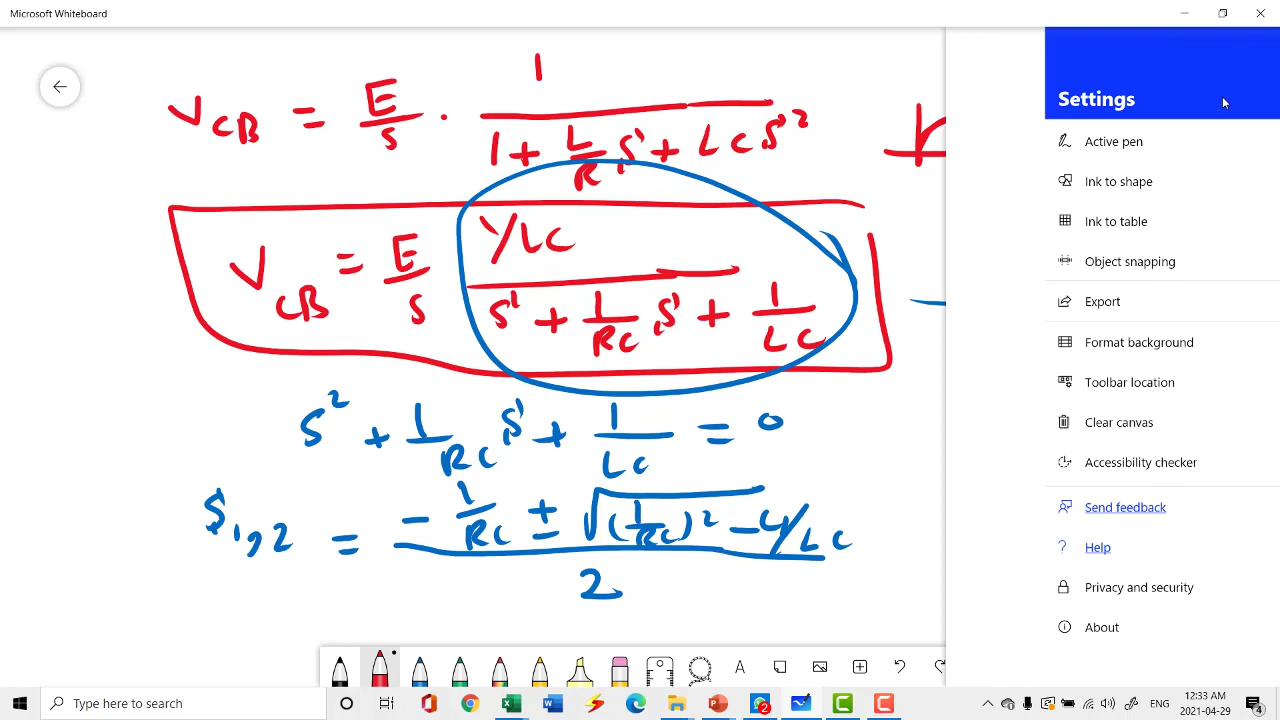 Microsoft Whiteboard
V_CB = E/s · 1/(1 + L/R s + LC s²)
V_CB = E/s (1/LC)/(s + 1/RC s + 1/LC)
s² + 1/RC s + 1/LC = 0
s_1,2 = (- 1/RC ± √((1/RC)² - 4/LC))/2
Settings
Active pen
Ink to shape
Ink to table
Object snapping
Export
Format background
Toolbar location
Clear canvas
Accessibility checker
Send feedback
Help
Privacy and security
About
Type here to search
2
ENG
12:33 AM
2021-04-29
4